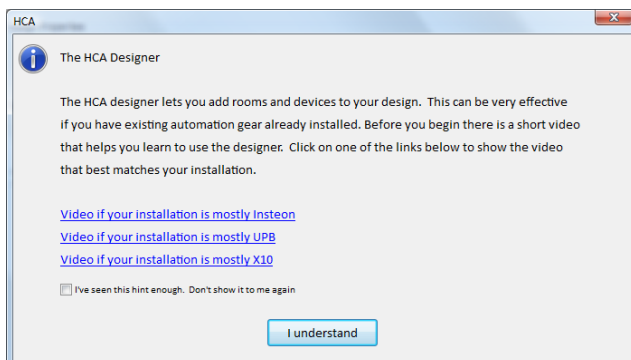 HCA
The HCA Designer
The HCA designer lets you add rooms and devices to your design.  This can be very effective
if you have existing automation gear already installed. Before you begin there is a short video
that helps you learn to use the designer.  Click on one of the links below to show the video
that best matches your installation.
Video if your installation is mostly Insteon
Video if your installation is mostly UPB
Video if your installation is mostly X10
I've seen this hint enough.  Don't show it to me again
I understand